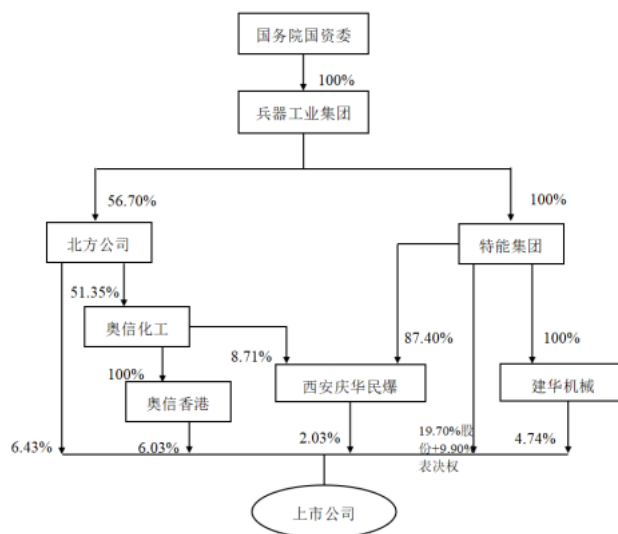 国务院国资委
100%
兵器工业集团
56.70%
100%
北方公司
特能集团
51.35%
奥信化工
87.40%
100%
8.71%
100%
西安庆华民爆
建华机械
奥信香港
6.43%
6.03%
2.03%
19.70%股
份+9.90%
表决权
4.74%
上市公司